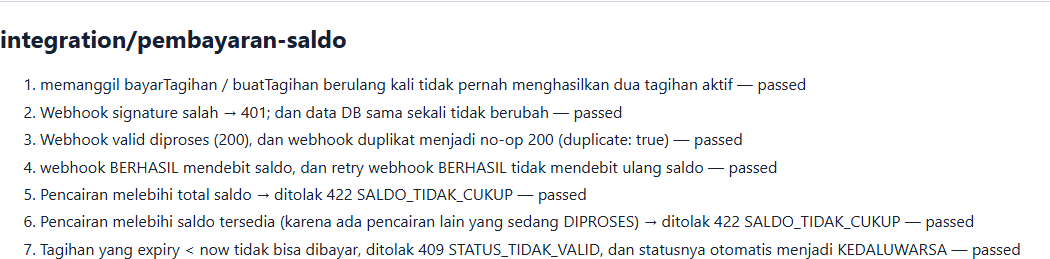 integration/pembayaran-saldo
1. memanggil bayarTagihan / buatTagihan berulang kali tidak pernah menghasilkan dua tagihan aktif — passed
2. Webhook signature salah → 401; dan data DB sama sekali tidak berubah — passed
3. Webhook valid diproses (200), dan webhook duplikat menjadi no-op 200 (duplicate: true) — passed
4. webhook BERHASIL mendebit saldo, dan retry webhook BERHASIL tidak mendebit ulang saldo — passed
5. Pencairan melebihi total saldo → ditolak 422 SALDO_TIDAK_CUKUP — passed
6. Pencairan melebihi saldo tersedia (karena ada pencairan lain yang sedang DIPROSES) → ditolak 422 SALDO_TIDAK_CUKUP — passed
7. Tagihan yang expiry < now tidak bisa dibayar, ditolak 409 STATUS_TIDAK_VALID, dan statusnya otomatis menjadi KEDALUWARSA — passed